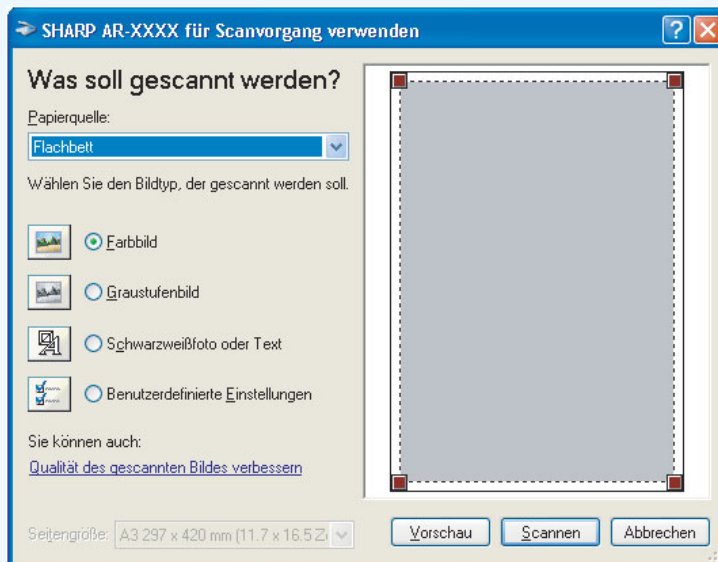 SHARP AR-XXXX für Scanvorgang verwenden
Was soll gescannt werden?
Papierquelle:
Flachbett
Wählen Sie den Bildtyp, der gescannt werden soll.
Farbbild
Graustufenbild
Schwarzweißfoto oder Text
Benutzerdefinierte Einstellungen
Sie können auch:
Qualität des gescannten Bildes verbessern
Seitengröße: A3 297 x 420 mm (11.7 x 16.5 Z
Vorschau Scannen Abbrechen